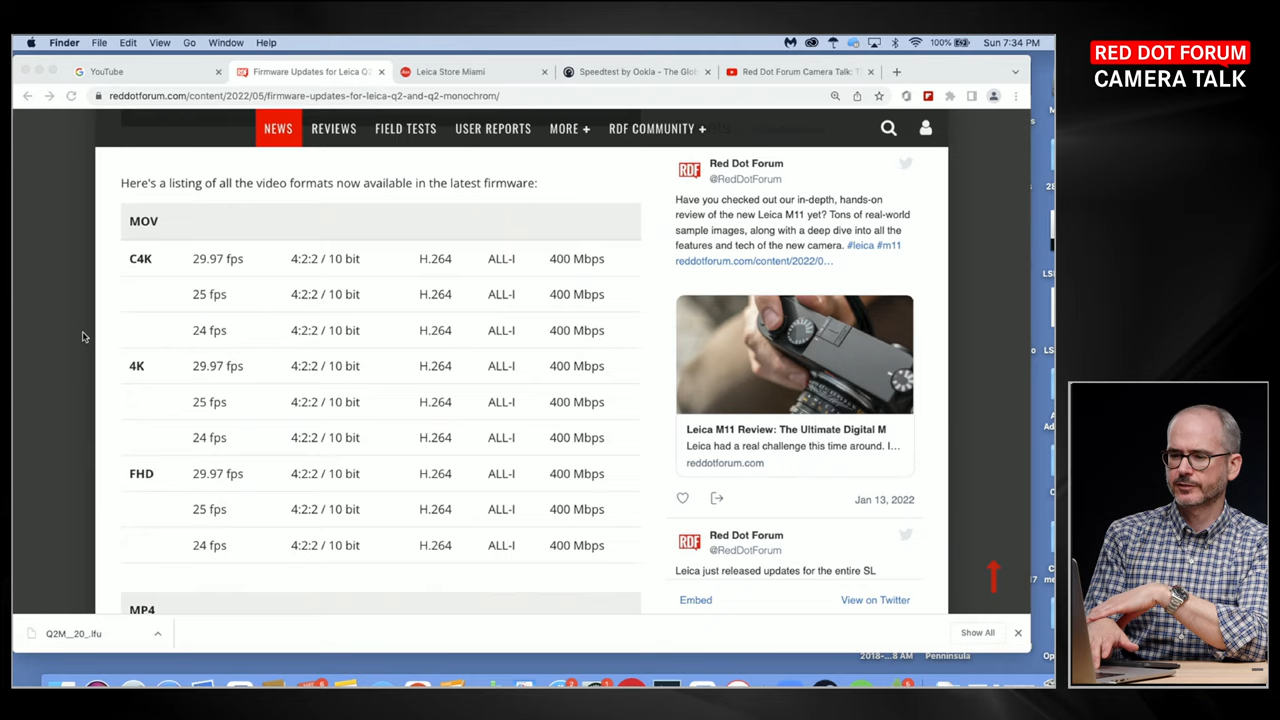 Finder File Edit View Go Window Help 100% Sun 7:34 PM
YouTube
Firmware Updates for Leica Q2
Leica Store Miami
Speedtest by Ookla - The Glo
Red Dot Forum Camera Talk: T
reddotforum.com/content/2022/05/firmware-updates-for-leica-q2-and-q2-monochrom/
NEWS REVIEWS FIELD TESTS USER REPORTS MORE + RDF COMMUNITY +
Here's a listing of all the video formats now available in the latest firmware:
MOV
C4K 29.97 fps 4:2:2 / 10 bit H.264 ALL-I 400 Mbps
25 fps 4:2:2 / 10 bit H.264 ALL-I 400 Mbps
24 fps 4:2:2 / 10 bit H.264 ALL-I 400 Mbps
4K 29.97 fps 4:2:2 / 10 bit H.264 ALL-I 400 Mbps
25 fps 4:2:2 / 10 bit H.264 ALL-I 400 Mbps
24 fps 4:2:2 / 10 bit H.264 ALL-I 400 Mbps
FHD 29.97 fps 4:2:2 / 10 bit H.264 ALL-I 400 Mbps
25 fps 4:2:2 / 10 bit H.264 ALL-I 400 Mbps
24 fps 4:2:2 / 10 bit H.264 ALL-I 400 Mbps
MP4
RDF
Red Dot Forum
@RedDotForum
Have you checked out our in-depth, hands-on
review of the new Leica M11 yet? Tons of real-world
sample images, along with a deep dive into all the
features and tech of the new camera. #leica #m11
reddotforum.com/content/2022/0…
Leica M11 Review: The Ultimate Digital M
Leica had a real challenge this time around. I…
reddotforum.com
Jan 13, 2022
RDF
Red Dot Forum
@RedDotForum
Leica just released updates for the entire SL
Embed View on Twitter
Q2M_20_.lfu
Show All
2018-...8 AM Penninsula
RED DOT FORUM
CAMERA TALK